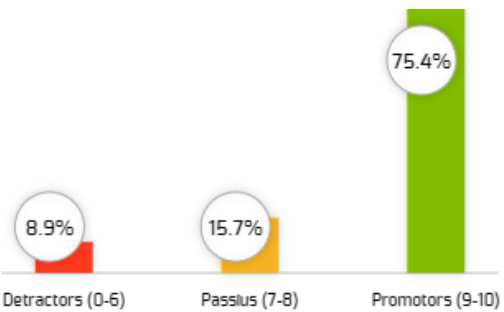 75.4%
8.9%
15.7%
Detractors (0-6)
Passius (7-8)
Promotors (9-10)